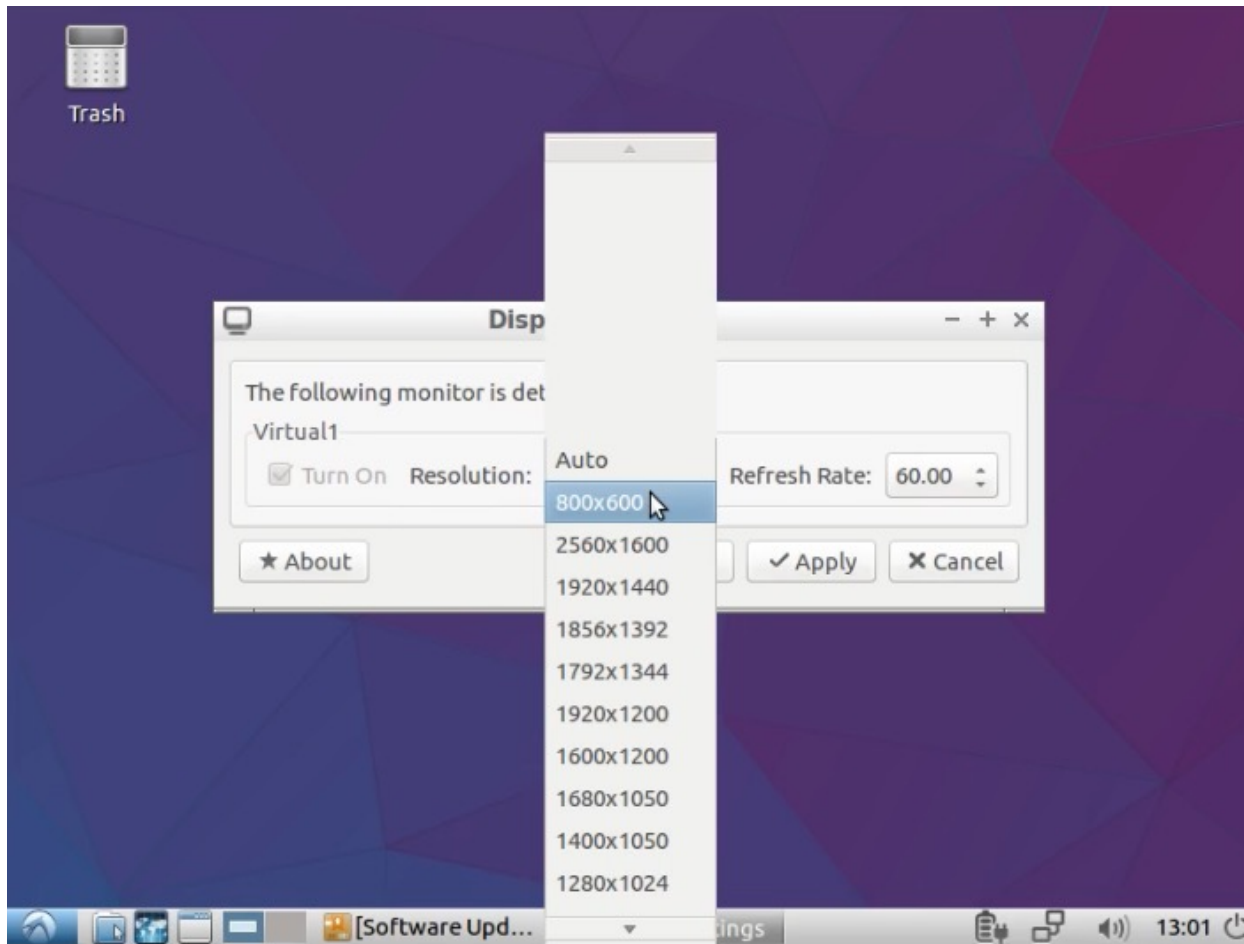 Trash
Disp
The following monitor is det
Virtual1
Turn On Resolution:
Refresh Rate: 60.00
Auto
800x600
2560x1600
1920x1440
1856x1392
1792x1344
1920x1200
1600x1200
1680x1050
1400x1050
1280x1024
★ About
✓ Apply
✕ Cancel
[Software Upd...
ings
13:01